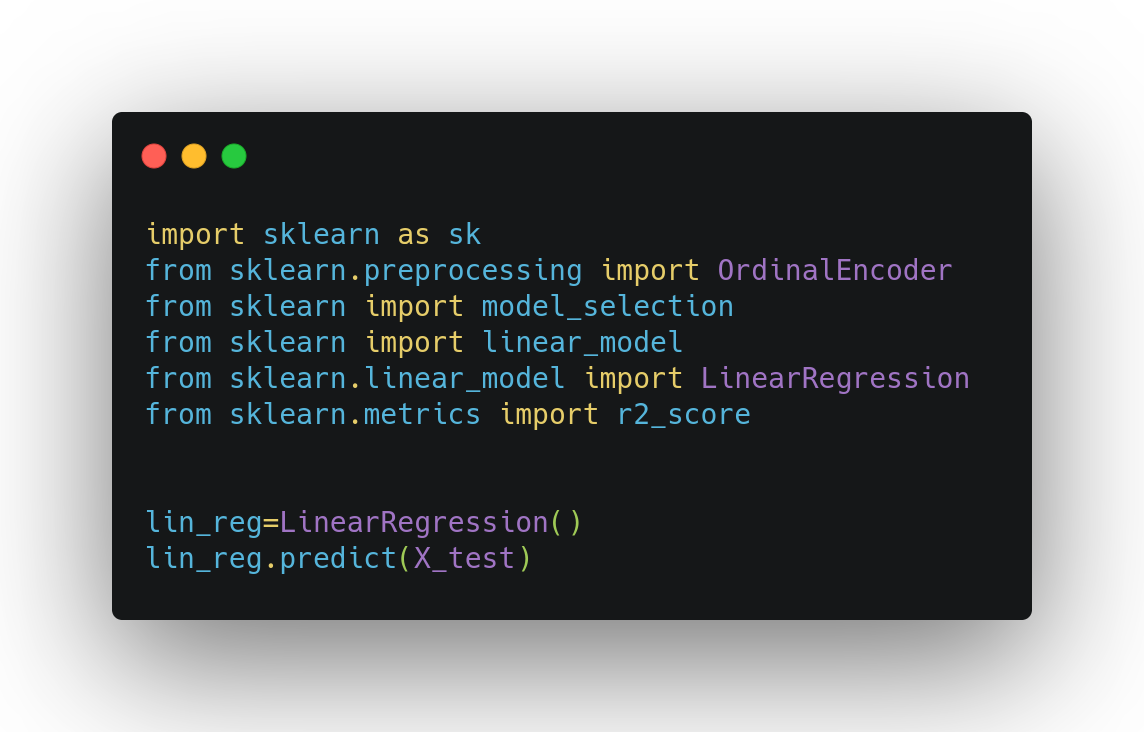 import sklearn as sk
from sklearn.preprocessing import OrdinalEncoder
from sklearn import model_selection
from sklearn import linear_model
from sklearn.linear_model import LinearRegression
from sklearn.metrics import r2_score
lin_reg=LinearRegression()
lin_reg.predict(X_test)